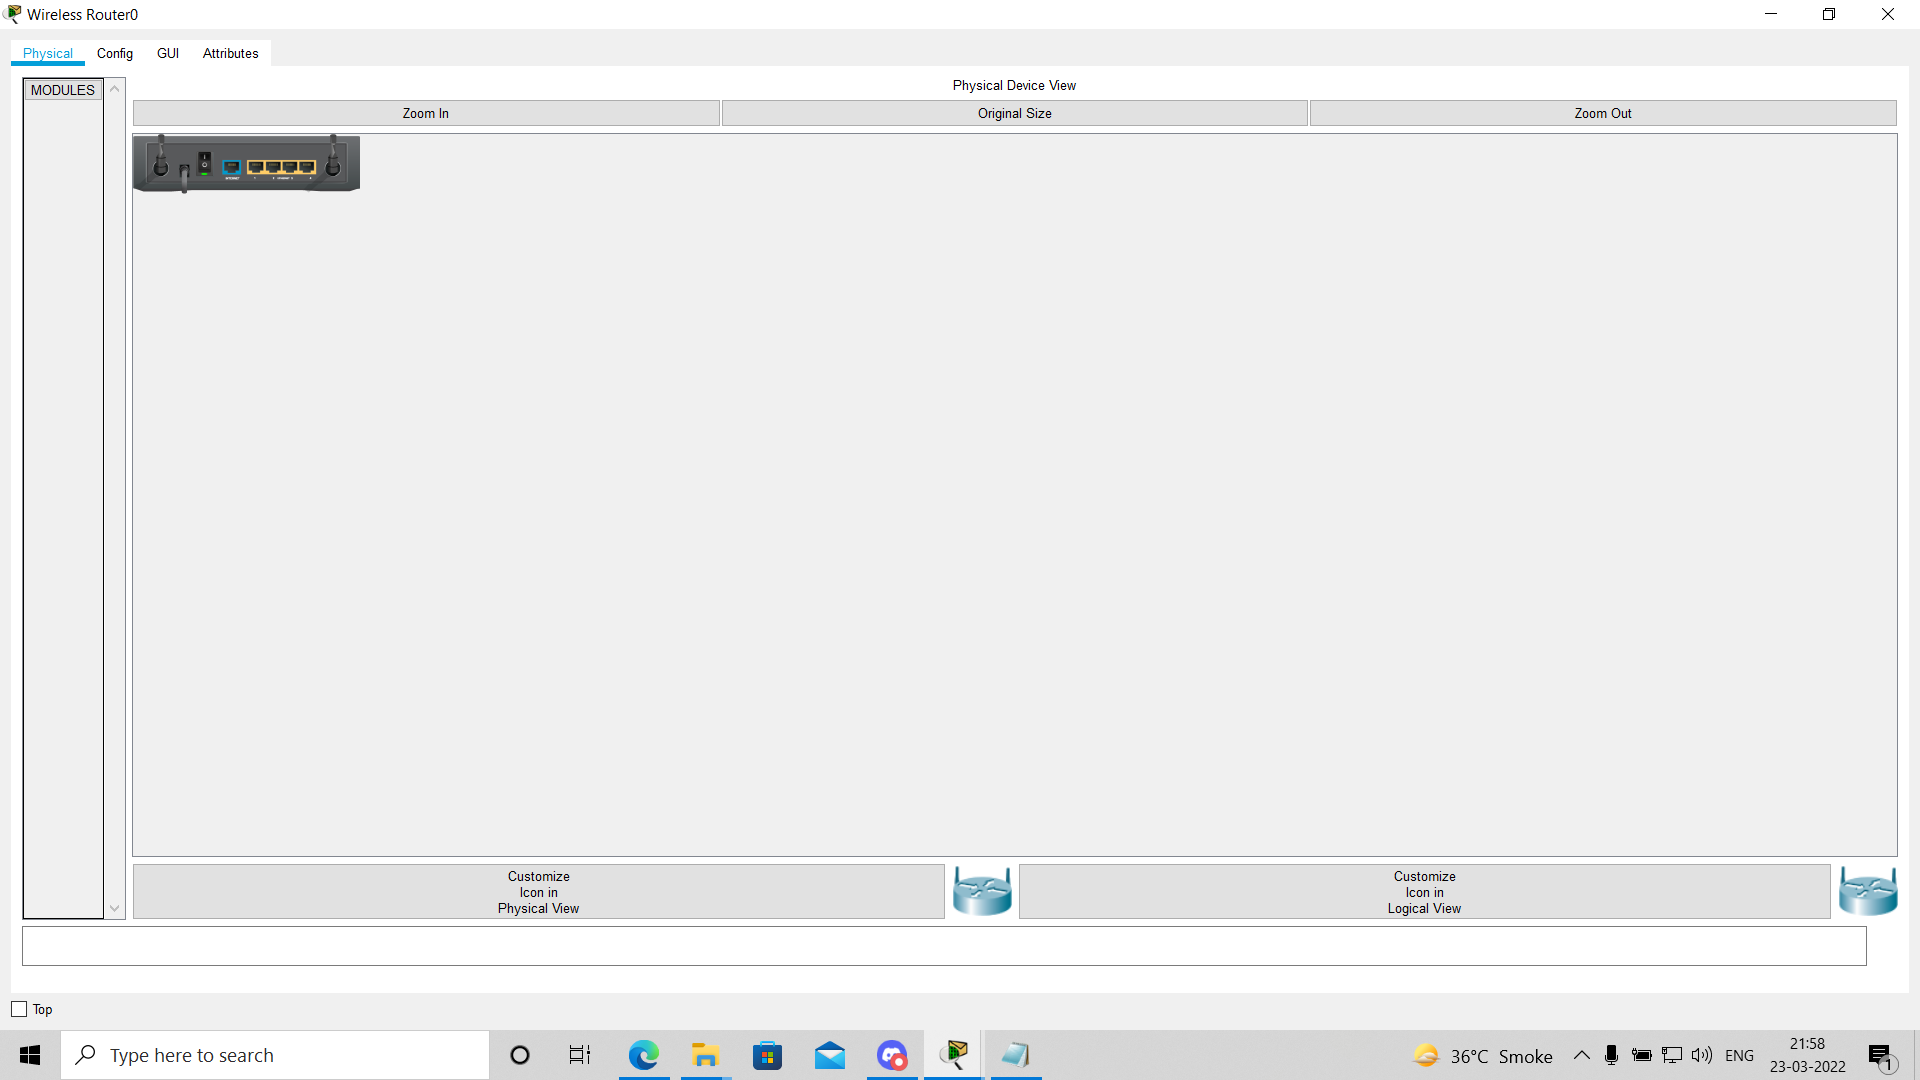 Wireless Router0
Physical Config GUI Attributes
MODULES
Physical Device View
Zoom In Original Size Zoom Out
INTERNET
Customize
Icon in
Physical View
Customize
Icon in
Logical View
Top
Type here to search
36°C Smoke
ENG
21:58
23-03-2022
1